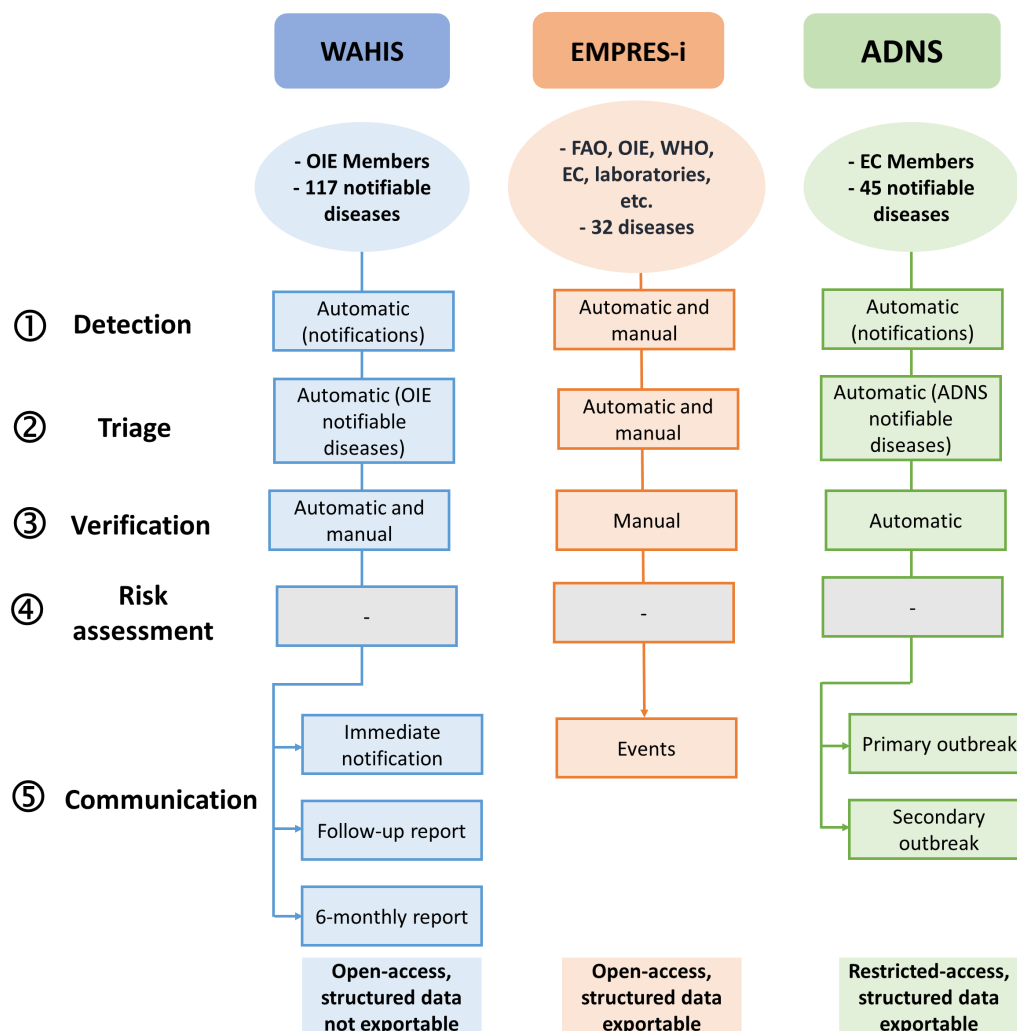 WAHIS
EMPRES-i
ADNS
- OIE Members
- 117 notifiable
diseases
- FAO, OIE, WHO,
EC, laboratories,
etc.
- 32 diseases
- EC Members
- 45 notifiable
diseases
① Detection
Automatic
(notifications)
Automatic and
manual
Automatic
(notifications)
② Triage
Automatic (OIE
notifiable
diseases)
Automatic and
manual
Automatic (ADNS
notifiable
diseases)
③ Verification
Automatic and
manual
Manual
Automatic
④ Risk
assessment
-
-
-
⑤ Communication
Immediate
notification
Follow-up report
6-monthly report
Events
Primary outbreak
Secondary
outbreak
Open-access,
structured data
not exportable
Open-access,
structured data
exportable
Restricted-access,
structured data
exportable